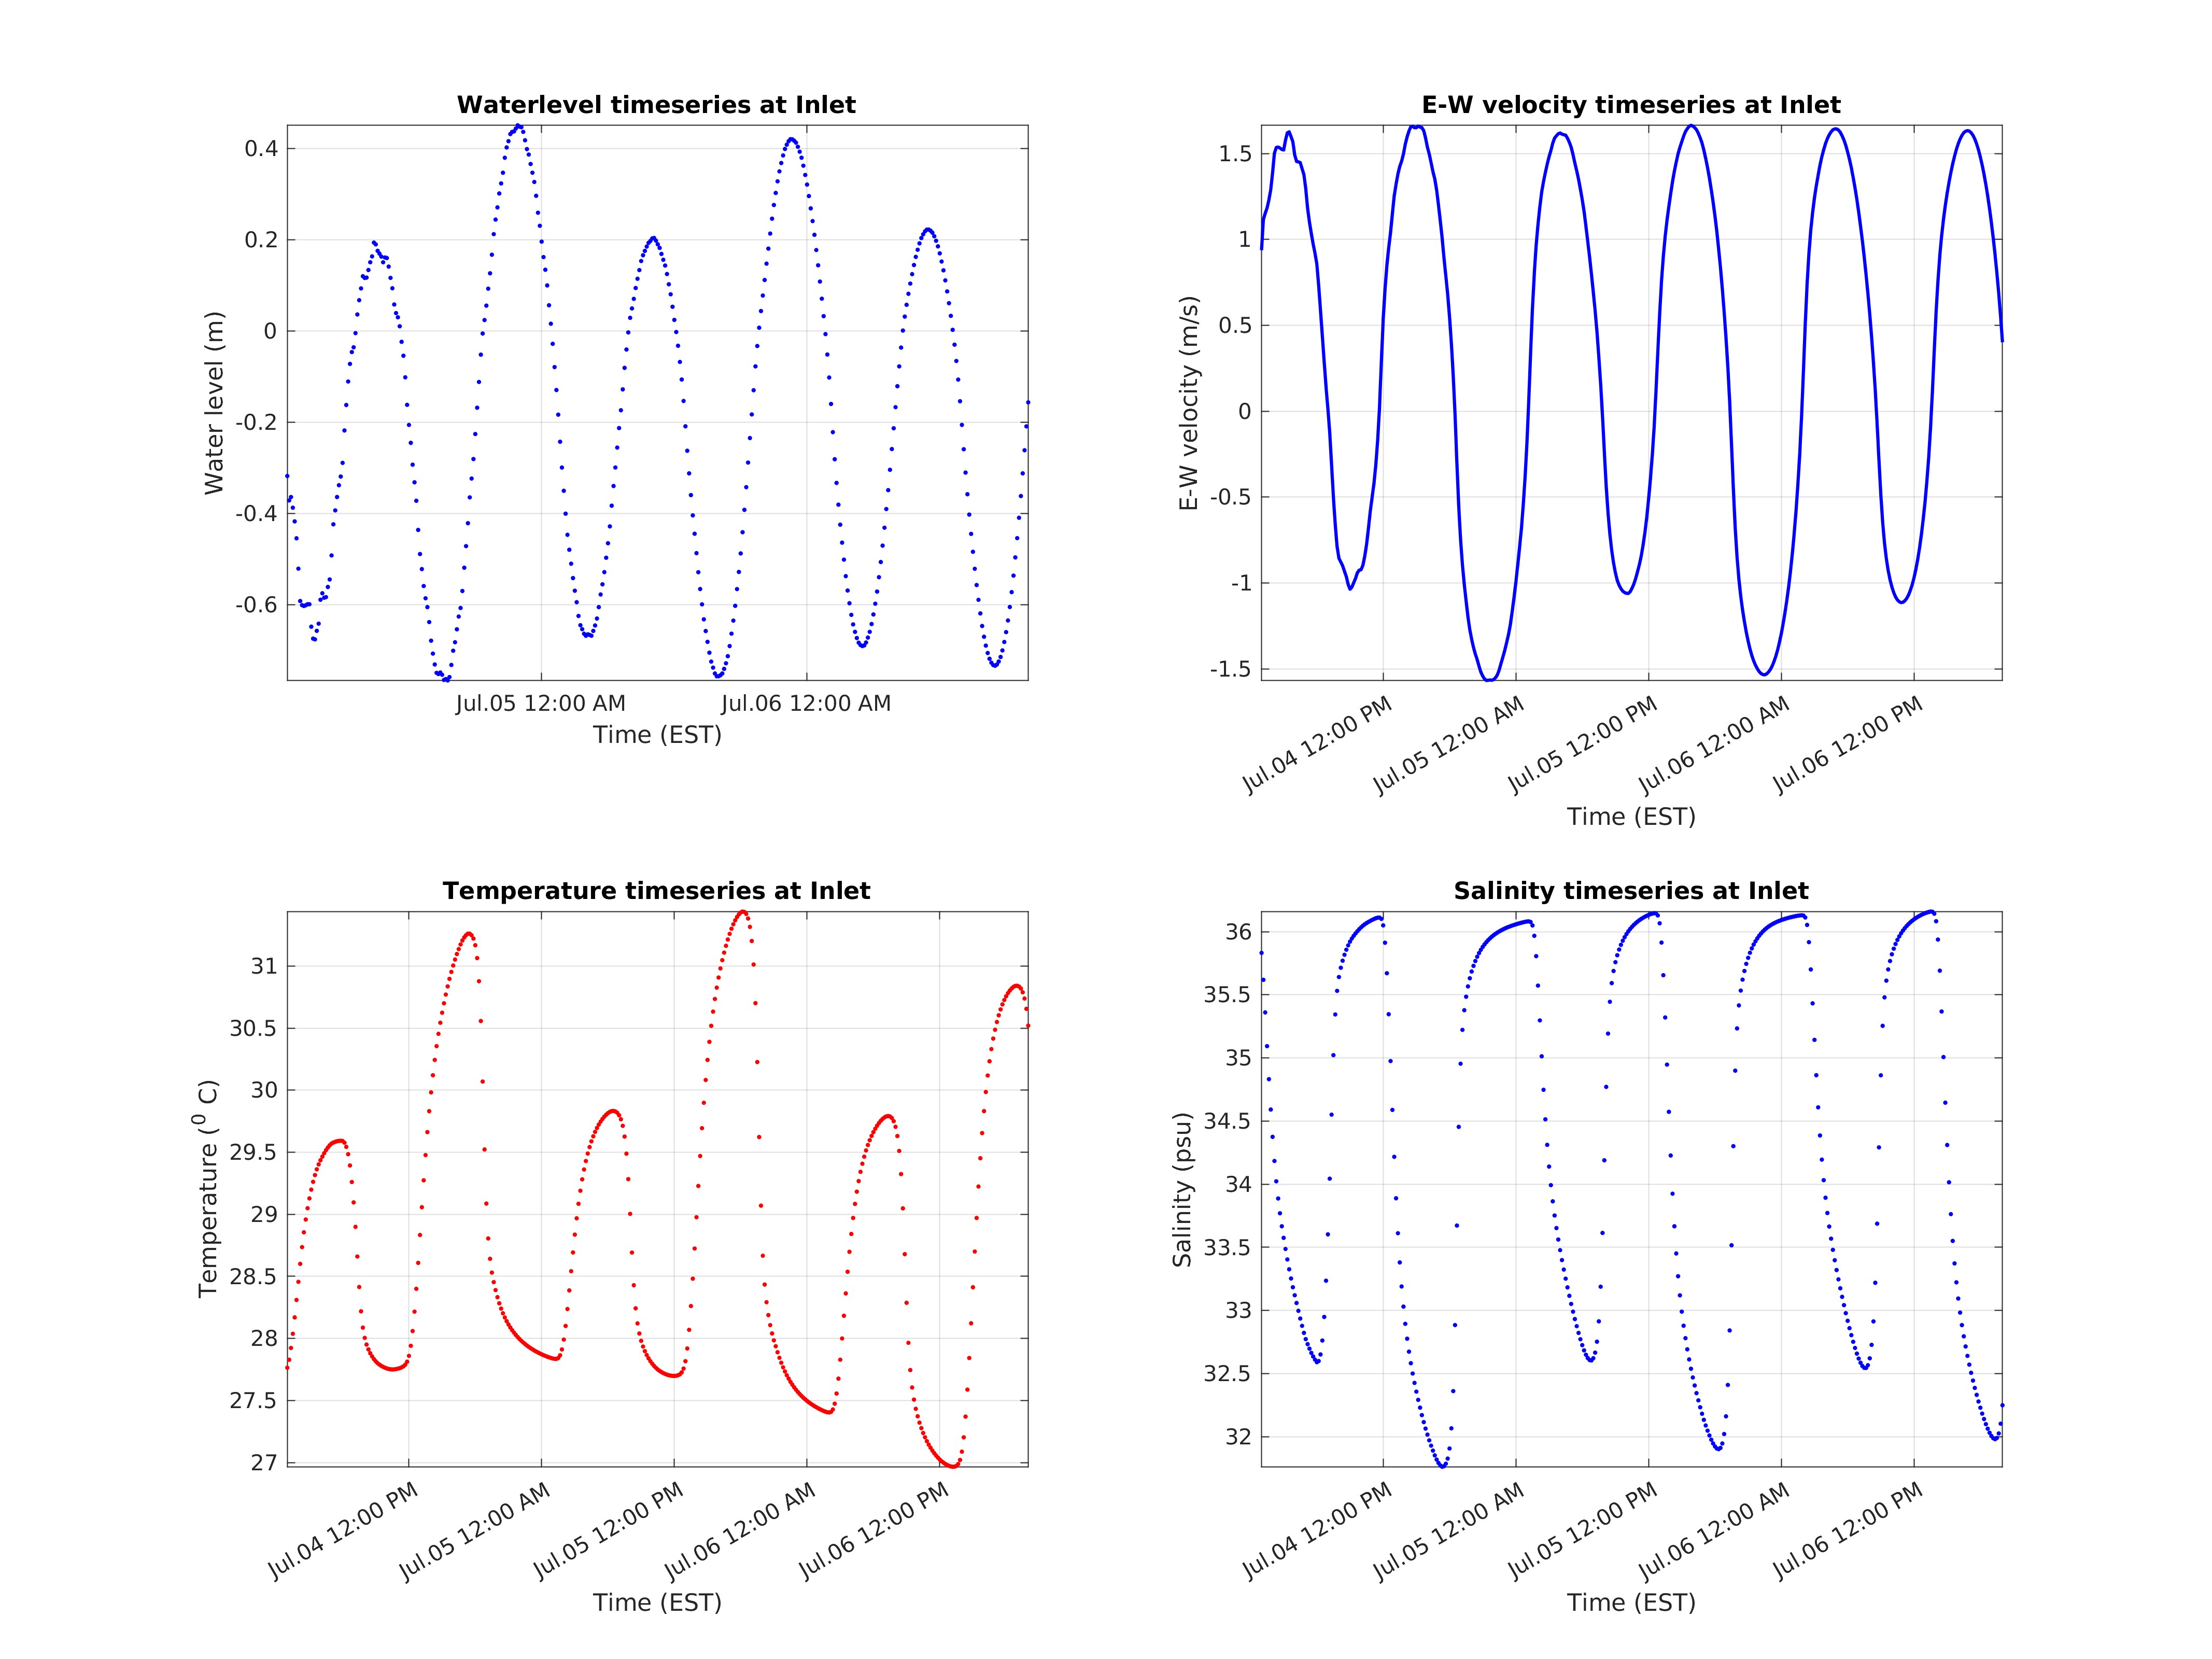 Waterlevel timeseries at Inlet
Water level (m)
0.4
0.2
0
-0.2
-0.4
-0.6
Jul.05 12:00 AM
Jul.06 12:00 AM
Time (EST)
E-W velocity timeseries at Inlet
E-W velocity (m/s)
1.5
1
0.5
0
-0.5
-1
-1.5
Jul.04 12:00 PM
Jul.05 12:00 AM
Jul.05 12:00 PM
Jul.06 12:00 AM
Jul.06 12:00 PM
Time (EST)
Temperature timeseries at Inlet
Temperature (⁰ C)
31
30.5
30
29.5
29
28.5
28
27.5
27
Jul.04 12:00 PM
Jul.05 12:00 AM
Jul.05 12:00 PM
Jul.06 12:00 AM
Jul.06 12:00 PM
Time (EST)
Salinity timeseries at Inlet
Salinity (psu)
36
35.5
35
34.5
34
33.5
33
32.5
32
Jul.04 12:00 PM
Jul.05 12:00 AM
Jul.05 12:00 PM
Jul.06 12:00 AM
Jul.06 12:00 PM
Time (EST)